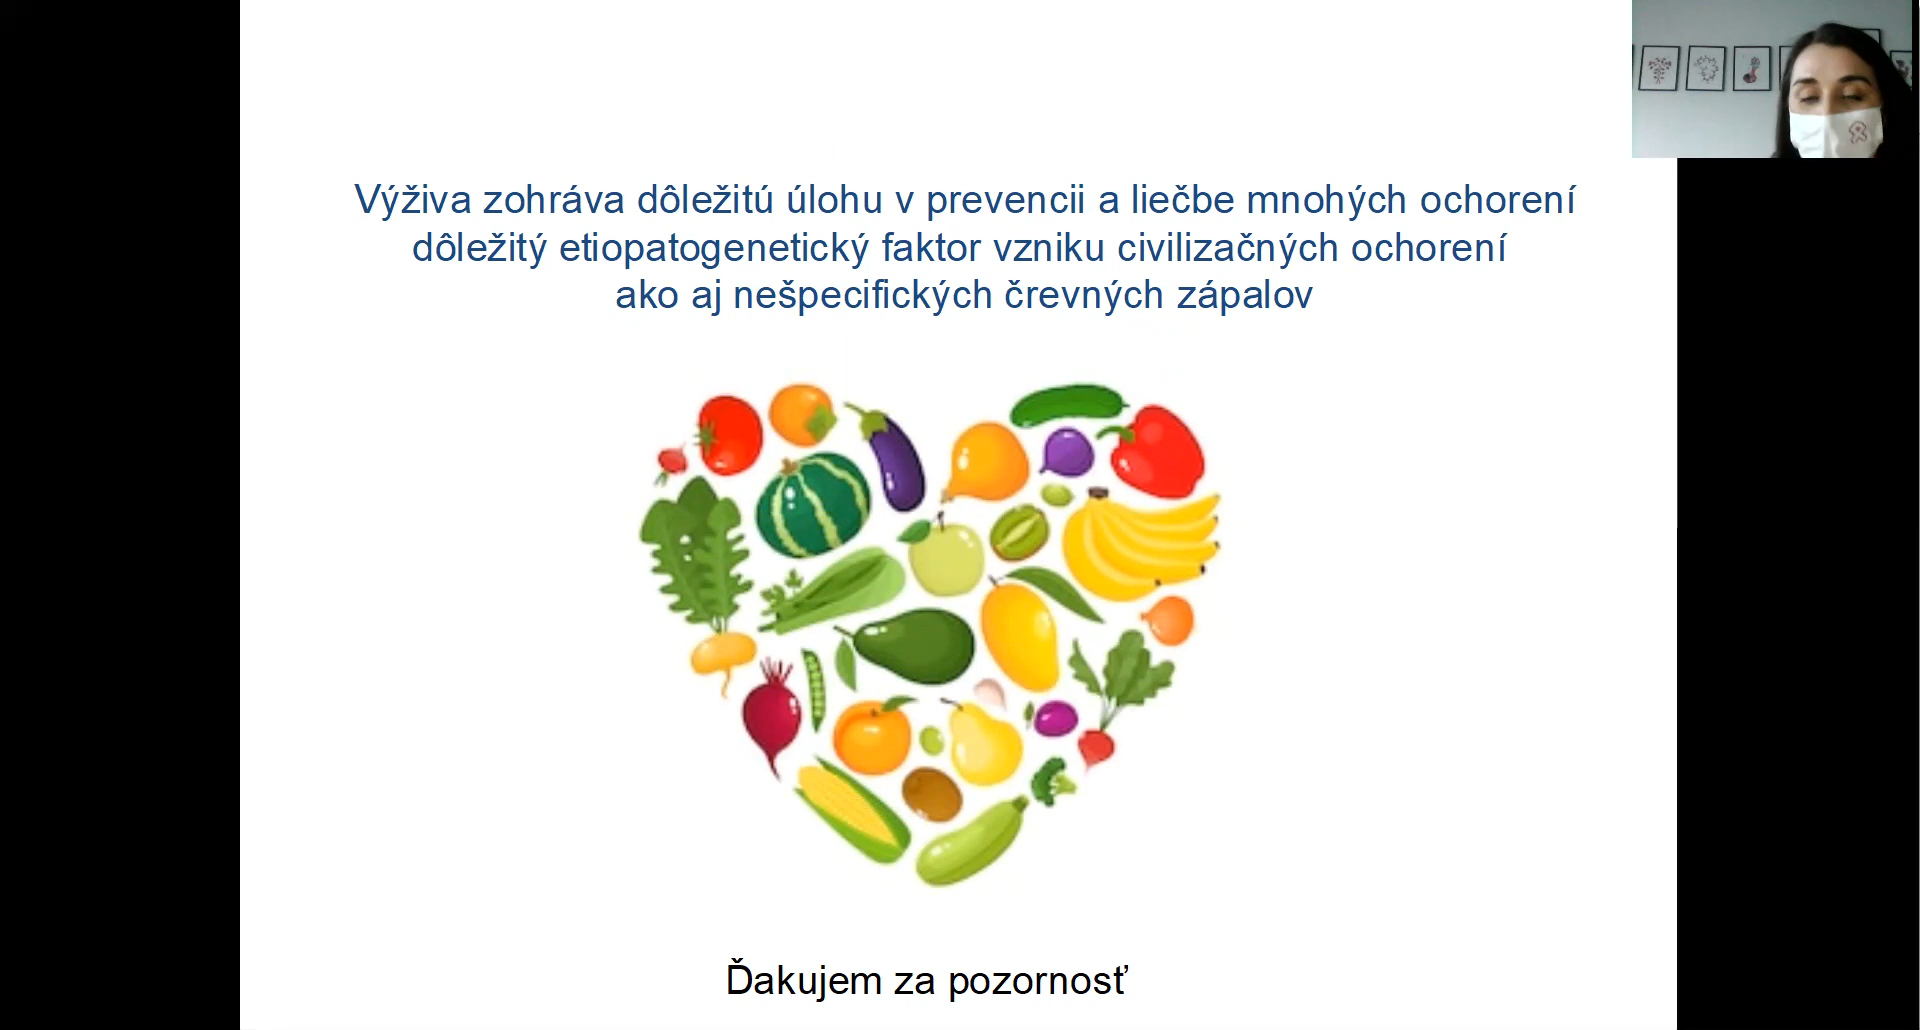 Výživa zohráva dôležitú úlohu v prevencii a liečbe mnohých ochorení
dôležitý etiopatogenetický faktor vzniku civilizačných ochorení
ako aj nešpecifických črevných zápalov
Ďakujem za pozornosť